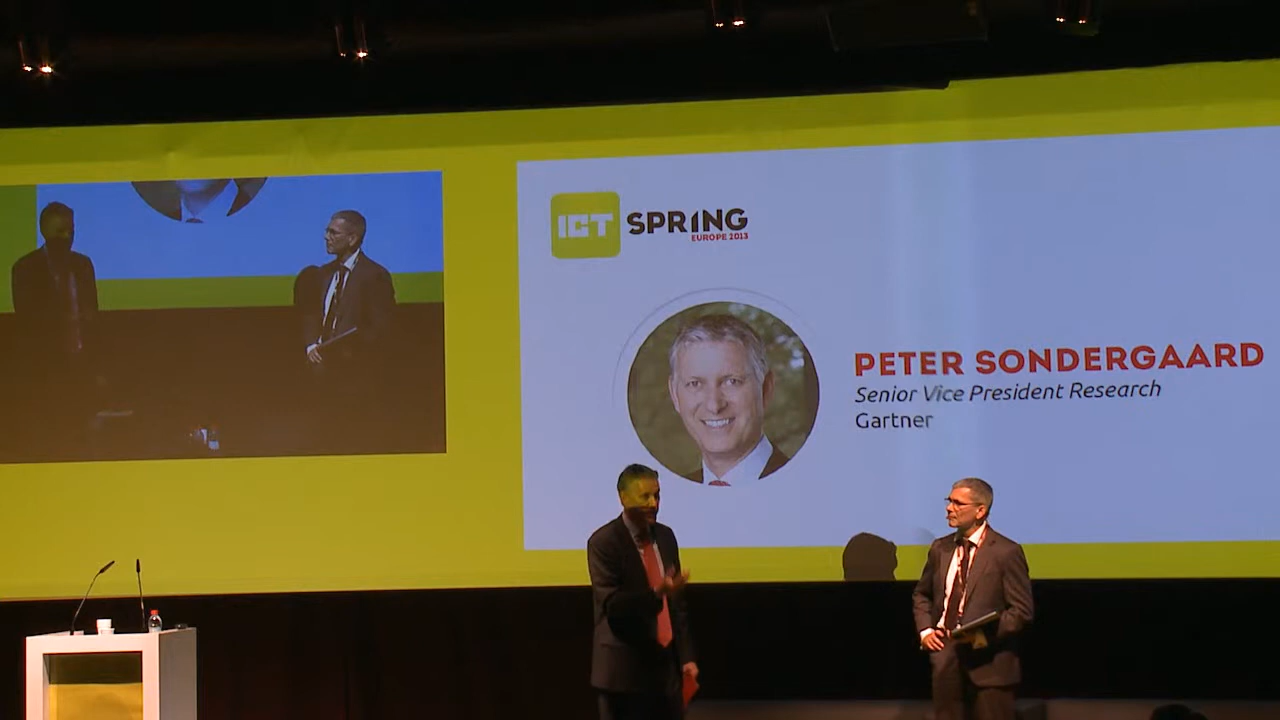 ICT SPRING
EUROPE 2013
PETER SONDERGAARD
Senior Vice President Research
Gartner